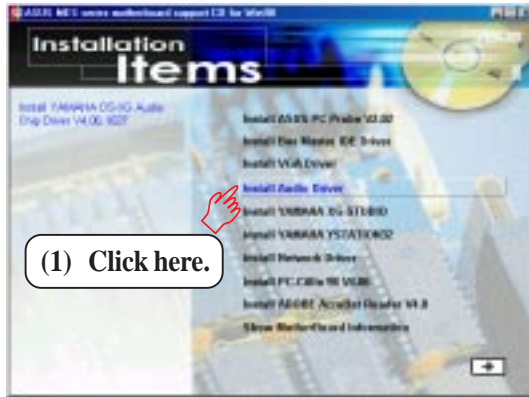 ASUS ME5 series motherboard support CD for Win98
Installation
Items
Install YAMAHA DS-XG Audio
Chip Driver V4.06.1027
Install ASUS PC Probe V2.02
Install Bus Master IDE Driver
Install VGA Driver
Install Audio Driver
Install YAMAHA XG-STUDIO
Install YAMAHA YSTATION32
Install Network Driver
Install PC-Cillin 98 V6.06
Install ADOBE Acrobat Reader V4.0
Show Motherboard Information
(1) Click here.